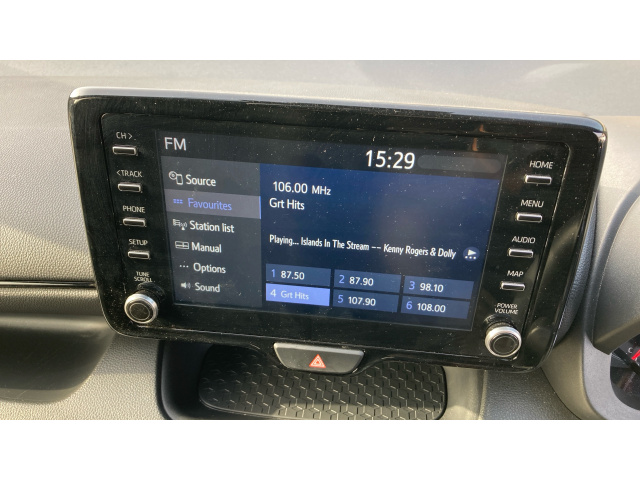 FM
15:29
CH >
< TRACK
PHONE
SETUP
TUNE
SCROLL
Source
Favourites
Station list
Manual
Options
Sound
106.00 MHz
Grt Hits
Playing... Islands In The Stream -- Kenny Rogers & Dolly
1 87.50
2 87.90
3 98.10
4 Grt Hits
5 107.90
6 108.00
HOME
MENU
AUDIO
MAP
POWER
VOLUME